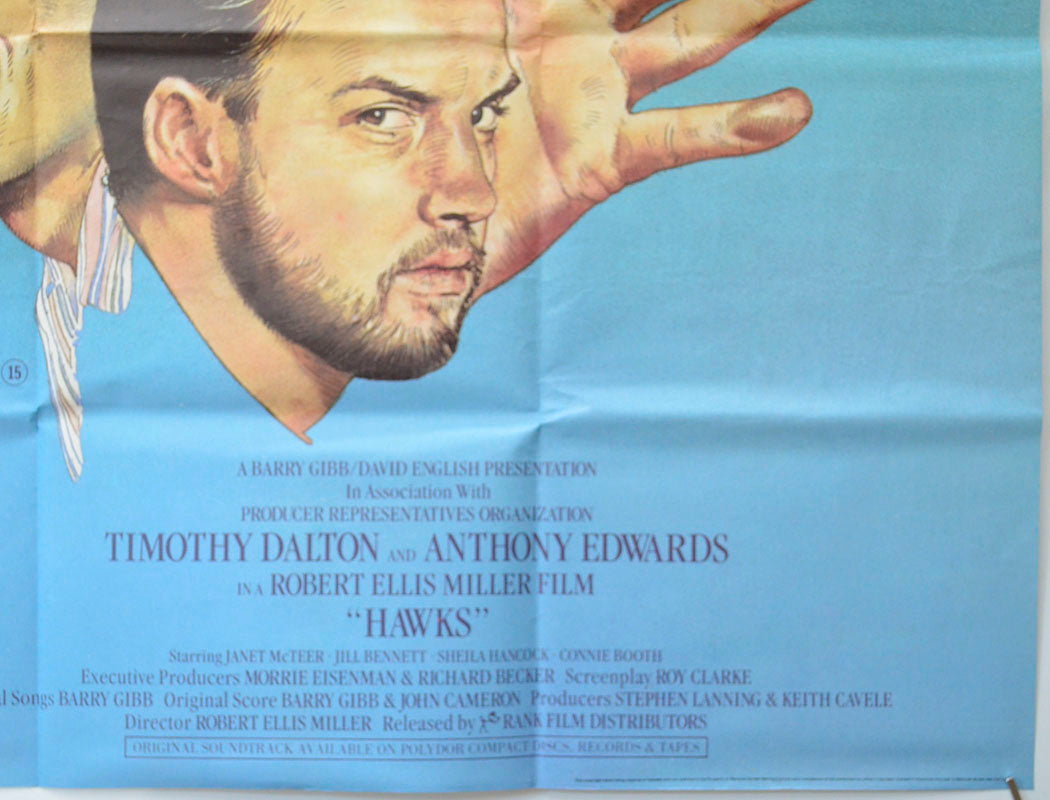 15
A BARRY GIBB/DAVID ENGLISH PRESENTATION
In Association With
PRODUCER REPRESENTATIVES ORGANIZATION
TIMOTHY DALTON AND ANTHONY EDWARDS
IN A ROBERT ELLIS MILLER FILM
“HAWKS”
Starring JANET McTEER · JILL BENNETT · SHEILA HANCOCK · CONNIE BOOTH
Executive Producers MORRIE EISENMAN & RICHARD BECKER Screenplay ROY CLARKE
l Songs BARRY GIBB Original Score BARRY GIBB & JOHN CAMERON Producers STEPHEN LANNING & KEITH CAVELE
Director ROBERT ELLIS MILLER Released by RANK FILM DISTRIBUTORS
ORIGINAL SOUNDTRACK AVAILABLE ON POLYDOR COMPACT DISCS, RECORDS & TAPES